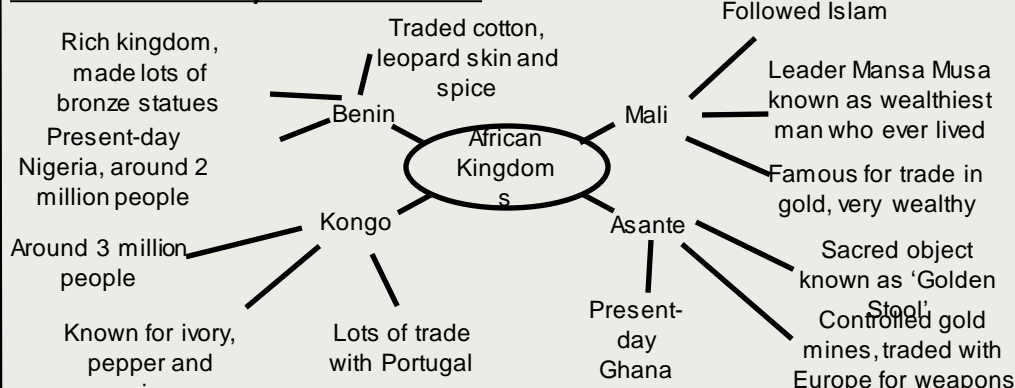 Followed Islam
Traded cotton,
leopard skin and
spice
Rich kingdom,
made lots of
bronze statues
Benin
Mali
Leader Mansa Musa
known as wealthiest
man who ever lived
Present-day
Nigeria, around 2
million people
African
Kingdom
s
Famous for trade in
gold, very wealthy
Kongo
Asante
Around 3 million
people
Sacred object
known as ‘Golden
Stool’
Known for ivory,
pepper and
Lots of trade
with Portugal
Present-
day
Ghana
Controlled gold
mines, traded with
Europe for weapons